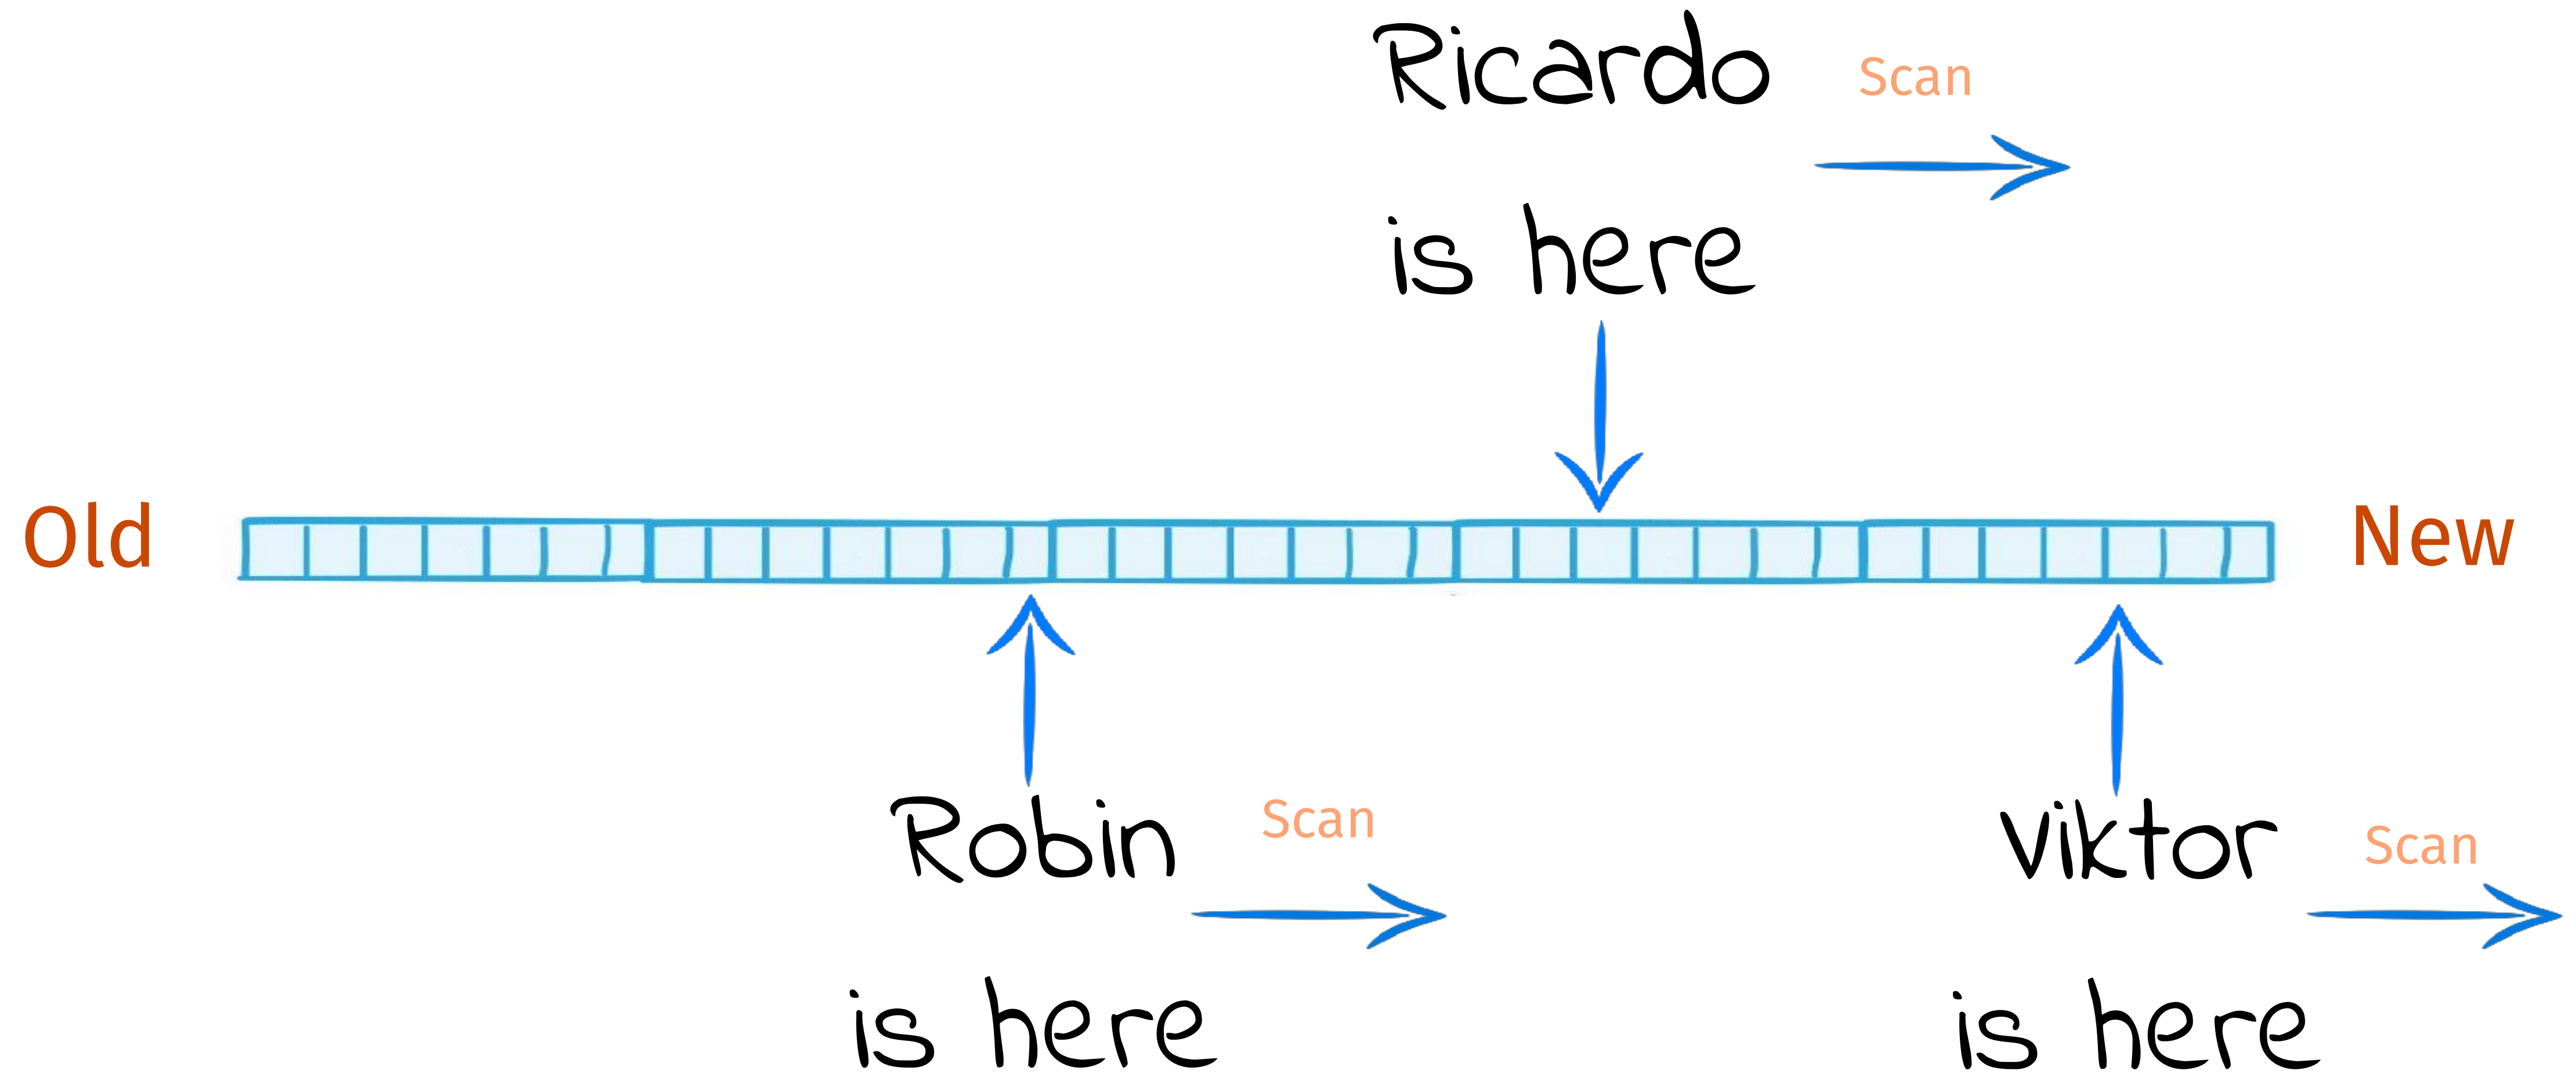 Ricardo
Scan
is here
Old
New
Robin
Scan
is here
Viktor
Scan
is here